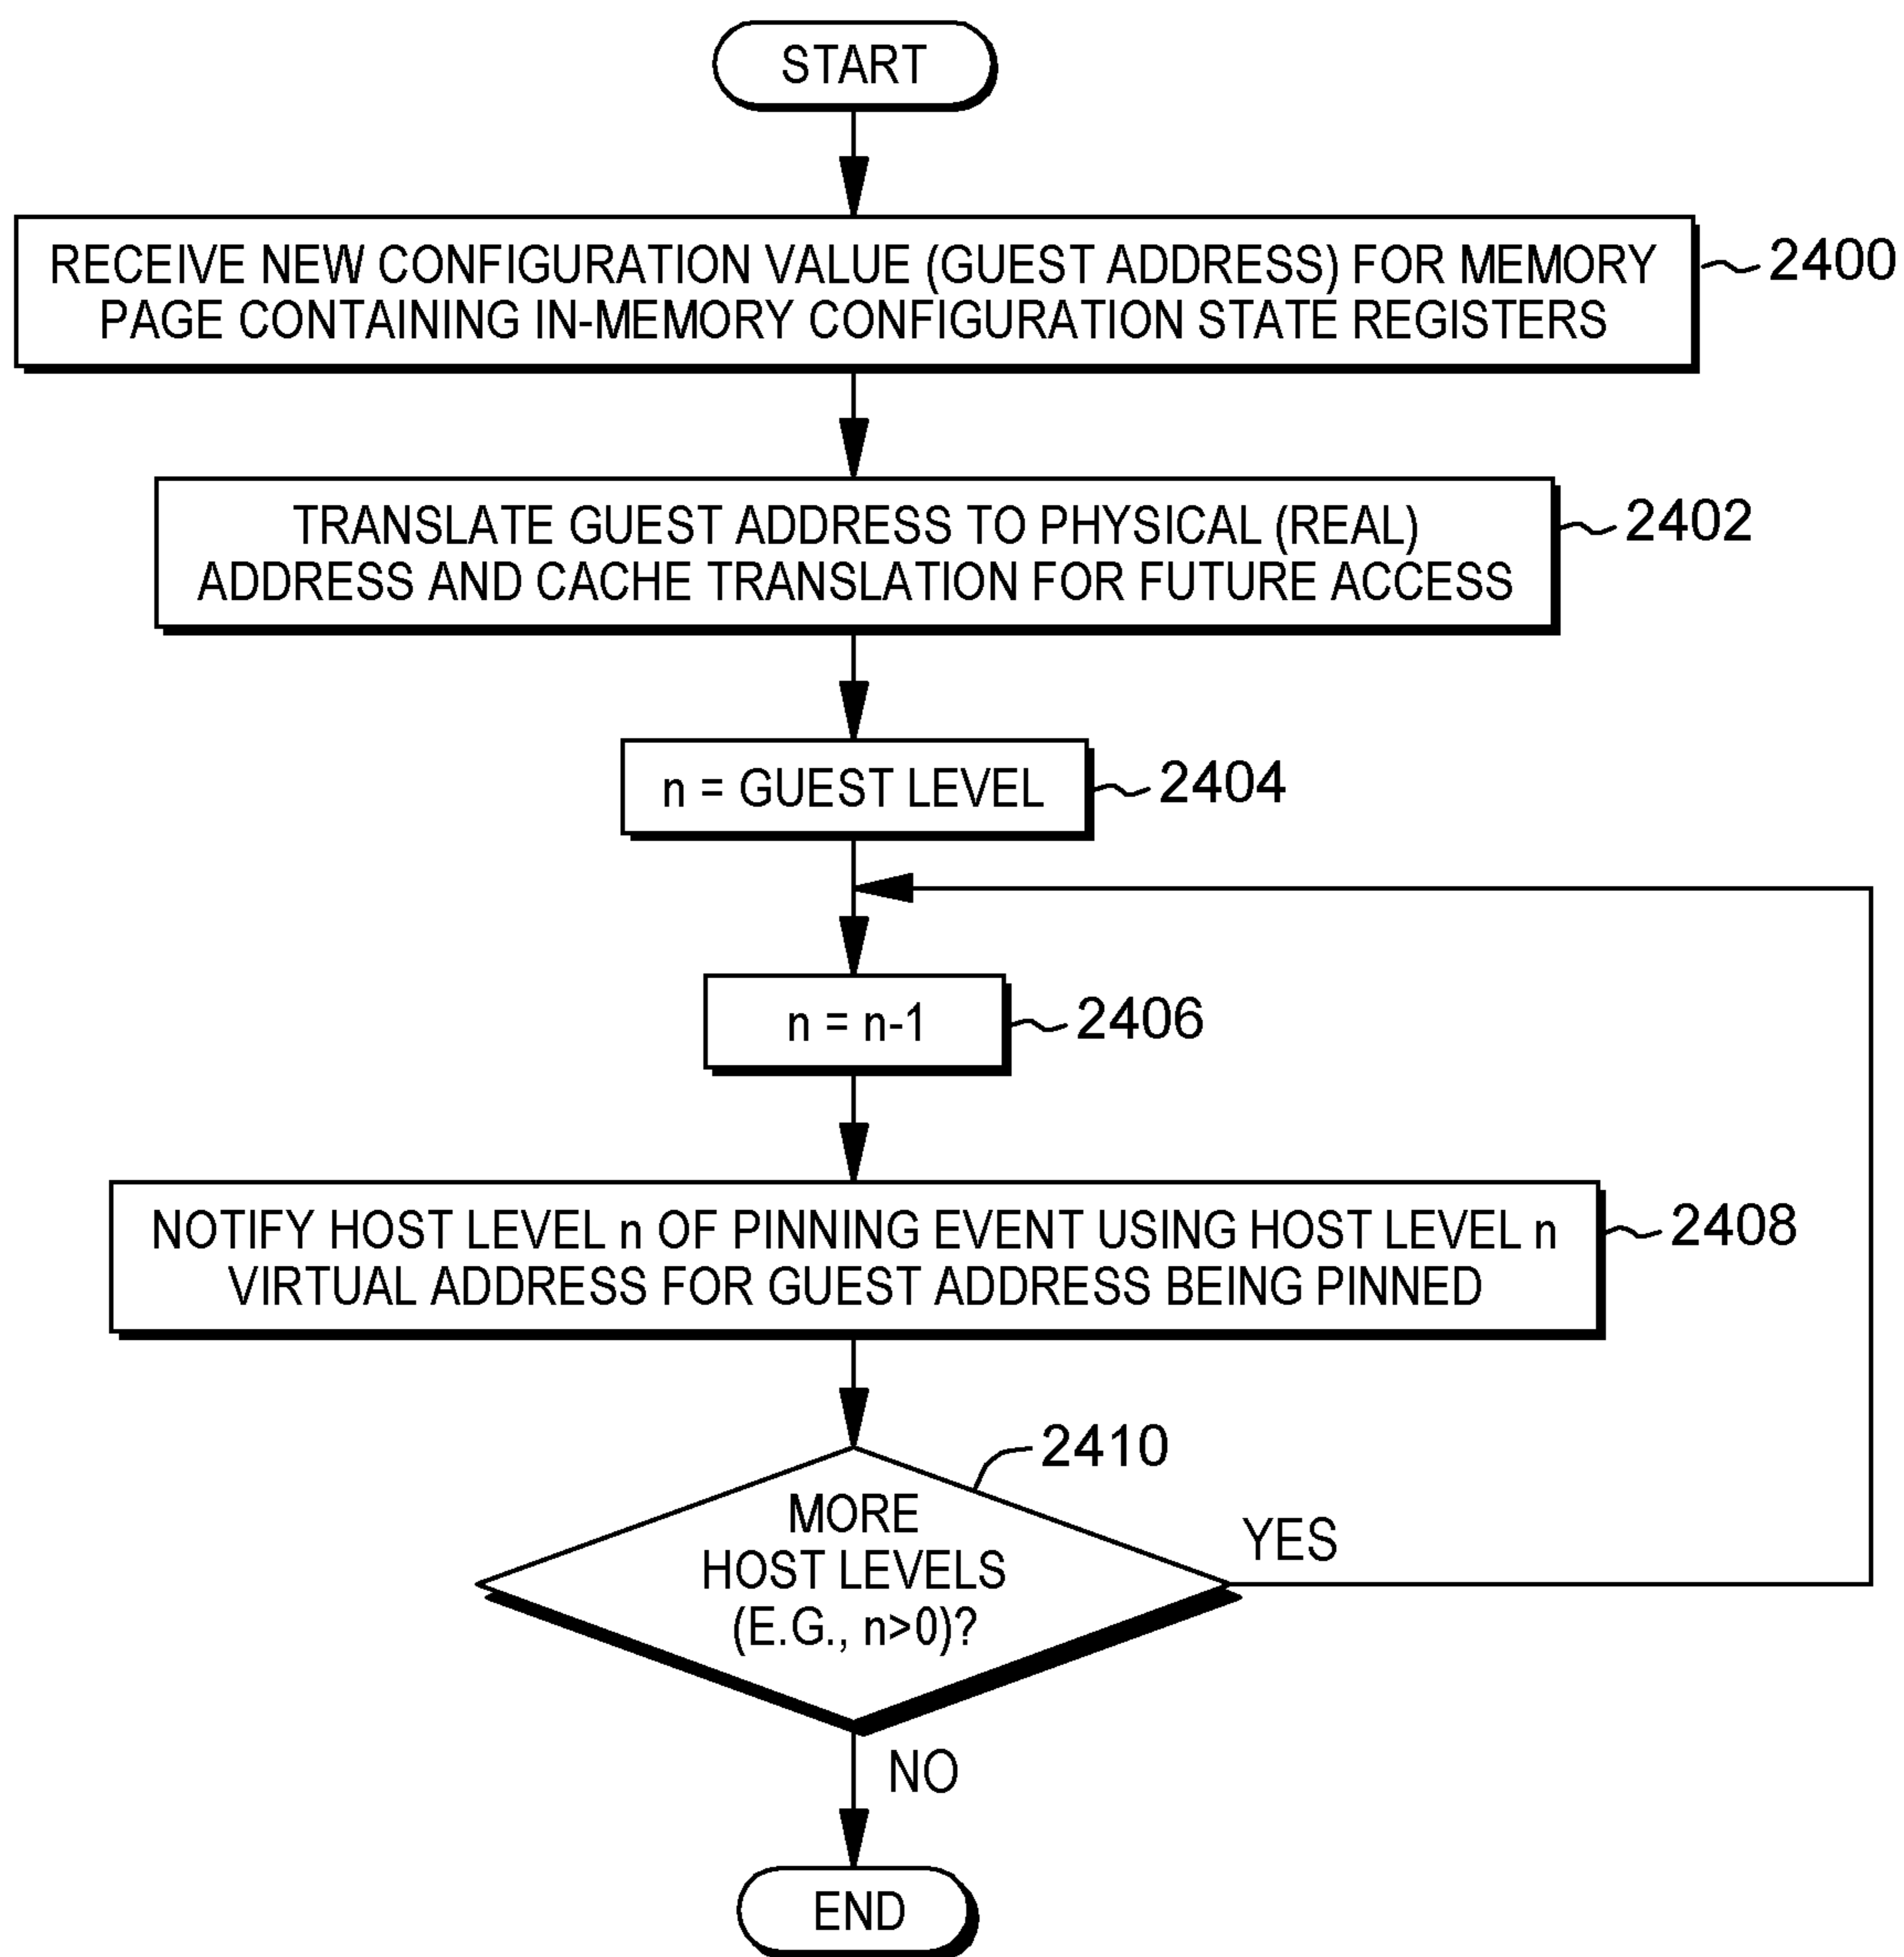 START
RECEIVE NEW CONFIGURATION VALUE (GUEST ADDRESS) FOR MEMORY
PAGE CONTAINING IN-MEMORY CONFIGURATION STATE REGISTERS
2400
TRANSLATE GUEST ADDRESS TO PHYSICAL (REAL)
ADDRESS AND CACHE TRANSLATION FOR FUTURE ACCESS
2402
n = GUEST LEVEL
2404
n = n-1
2406
NOTIFY HOST LEVEL n OF PINNING EVENT USING HOST LEVEL n
VIRTUAL ADDRESS FOR GUEST ADDRESS BEING PINNED
2408
2410
MORE
HOST LEVELS
(E.G., n>0)?
YES
NO
END